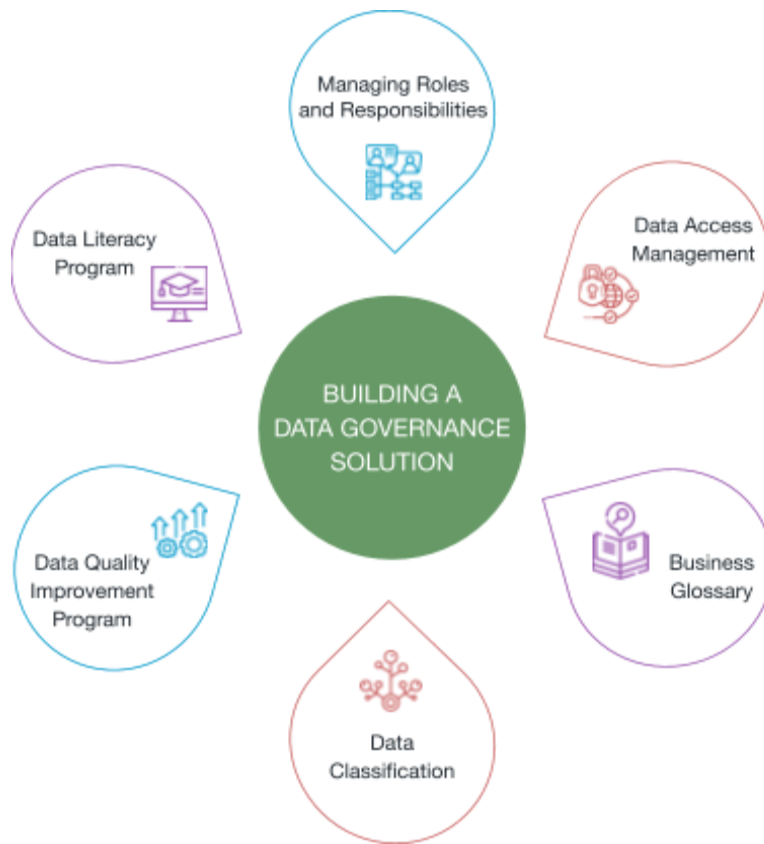 Managing Roles
and Responsibilities
Data Access
Management
Business
Glossary
Data
Classification
Data Quality
Improvement
Program
Data Literacy
Program
BUILDING A
DATA GOVERNANCE
SOLUTION